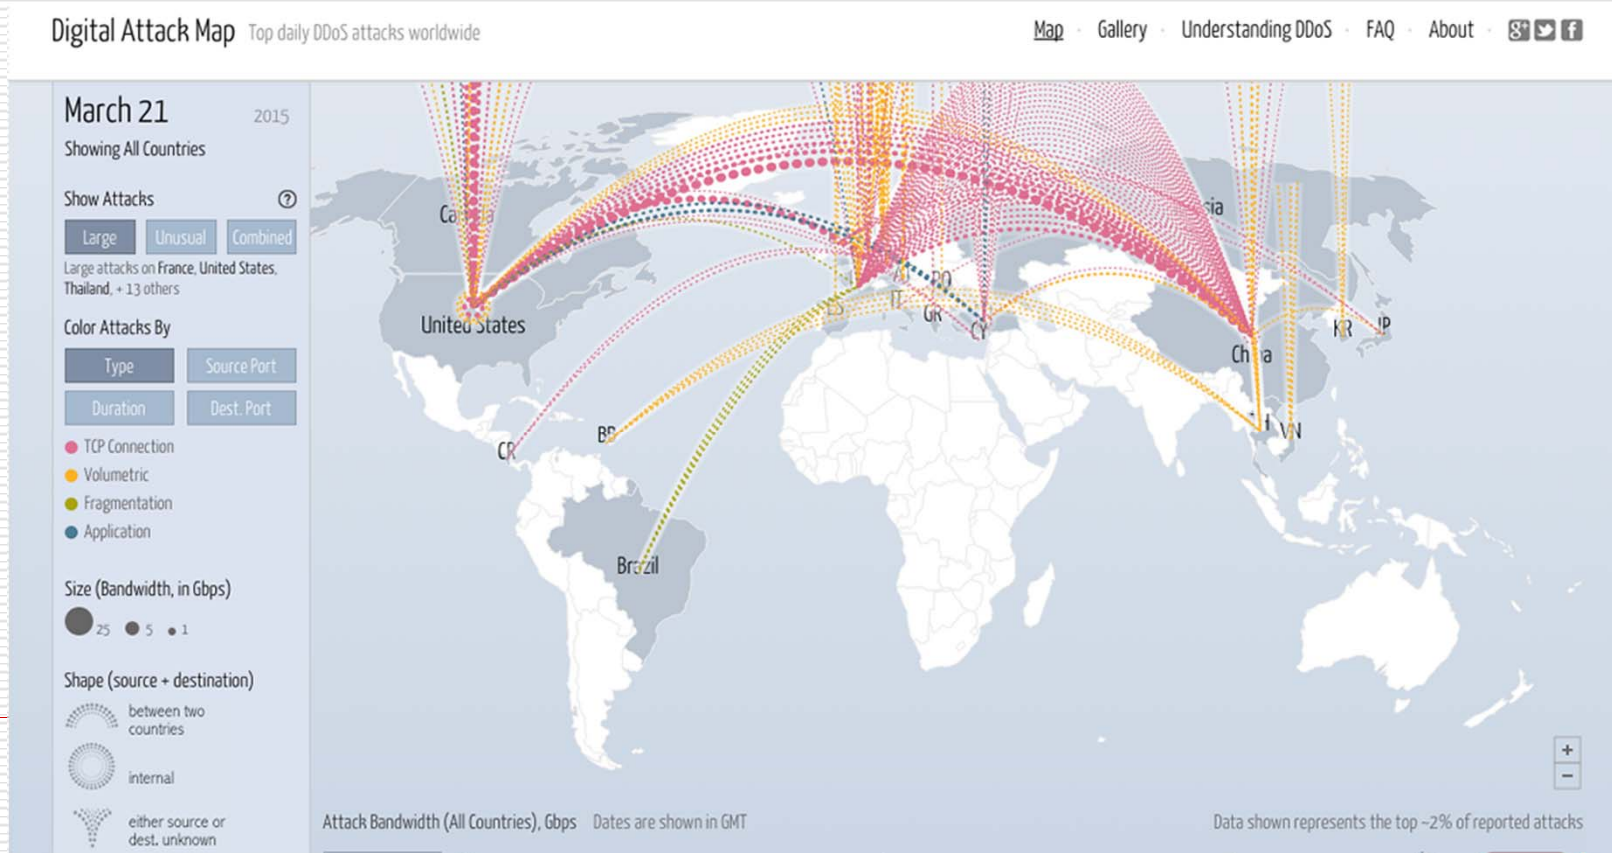 Digital Attack Map Top daily DDoS attacks worldwide
Map · Gallery · Understanding DDoS · FAQ · About
March 21 2015
Showing All Countries
Show Attacks ?
Large Unusual Combined
Large attacks on France, United States,
Thailand, + 13 others
Color Attacks By
Type Source Port
Duration Dest. Port
TCP Connection
Volumetric
Fragmentation
Application
Size (Bandwidth, in Gbps)
25 5 1
Shape (source + destination)
between two
countries
internal
either source or
dest. unknown
United States
CR
Brazil
ES
IT
GR
CY
China
KR
JP
VN
+
−
Attack Bandwidth (All Countries), Gbps Dates are shown in GMT
Data shown represents the top ~2% of reported attacks